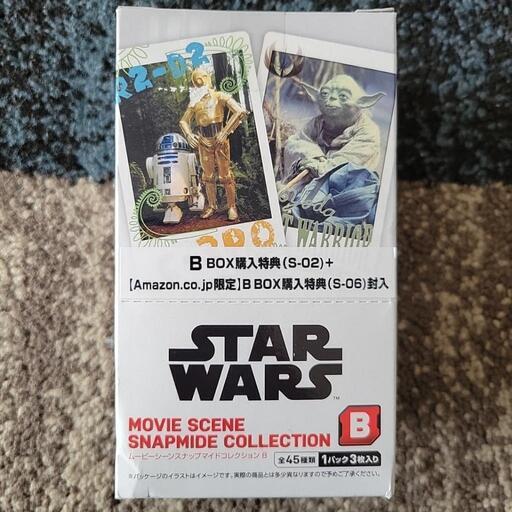 R2-D2
Yoda
WARRIOR
B BOX購入特典(S-02)+
【Amazon.co.jp限定】B BOX購入特典(S-06)封入
STAR
WARS
TM
MOVIE SCENE
SNAPMIDE COLLECTION
B
ムービーシーンスナップマイドコレクション B
全45種類 1パック3枚入り
※パッケージのイラストはイメージです。実際の商品とは多少異なりますので予めご了承ください。